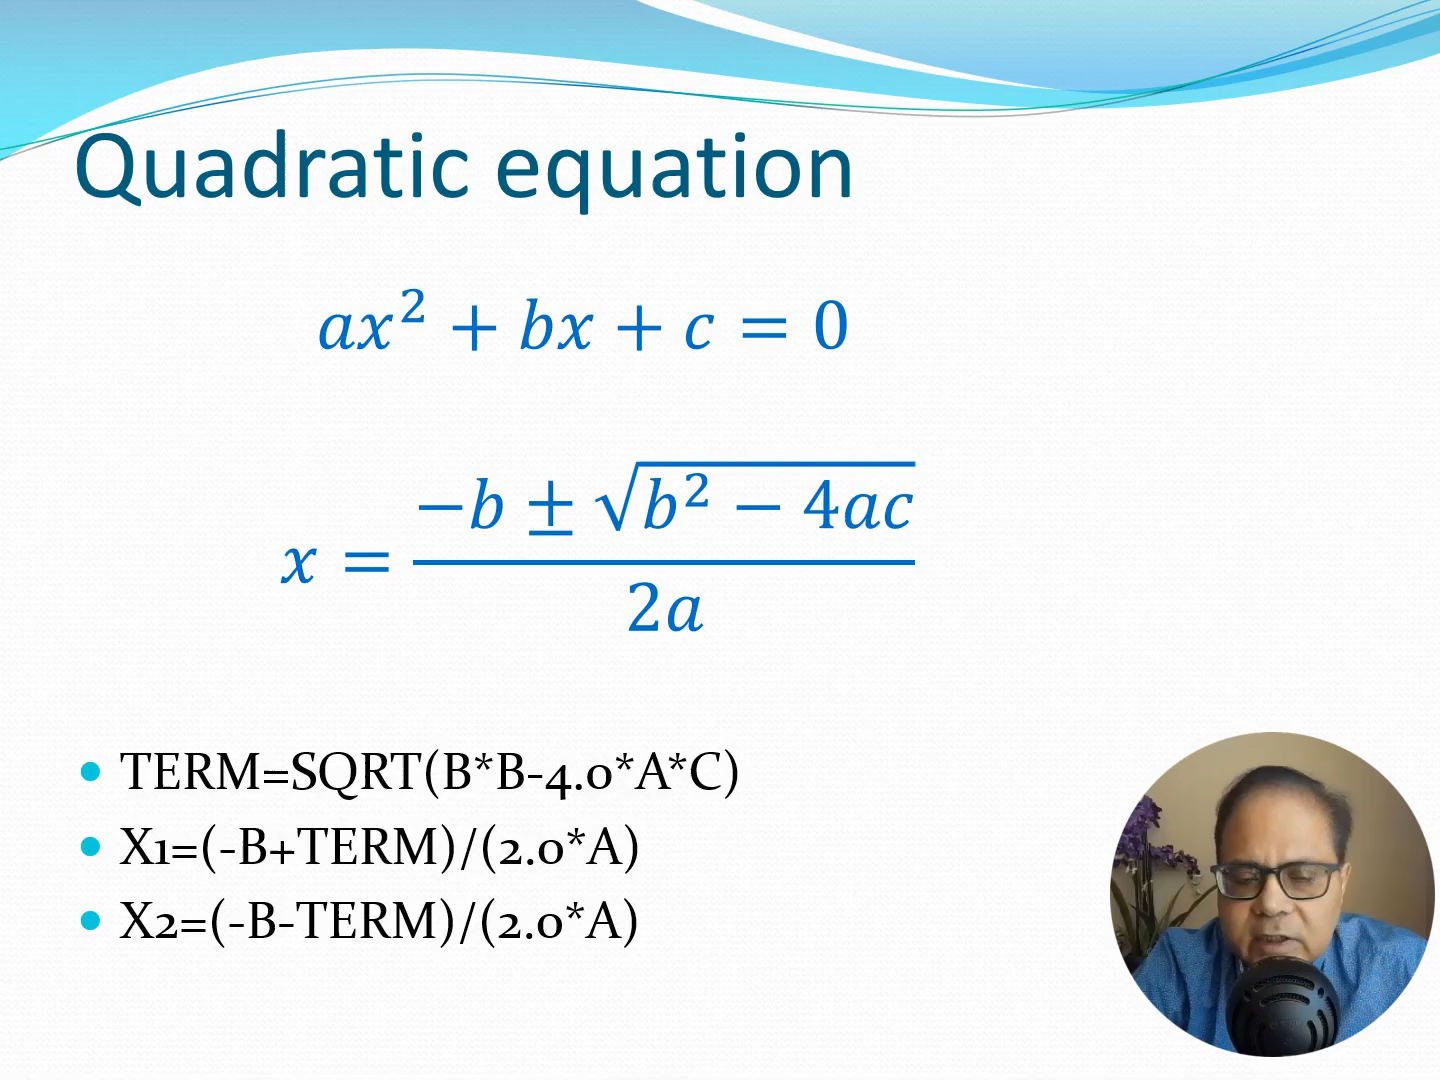 Quadratic equation
ax² + bx + c = 0
x = (−b ± √(b² − 4ac)) / (2a)
• TERM=SQRT(B*B-4.0*A*C)
• X1=(-B+TERM)/(2.0*A)
• X2=(-B-TERM)/(2.0*A)